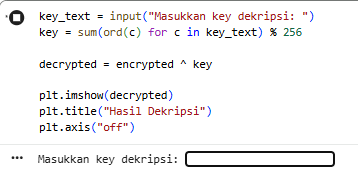 key_text = input("Masukkan key dekripsi: ")
key = sum(ord(c) for c in key_text) % 256
decrypted = encrypted ^ key
plt.imshow(decrypted)
plt.title("Hasil Dekripsi")
plt.axis("off")
••• Masukkan key dekripsi: